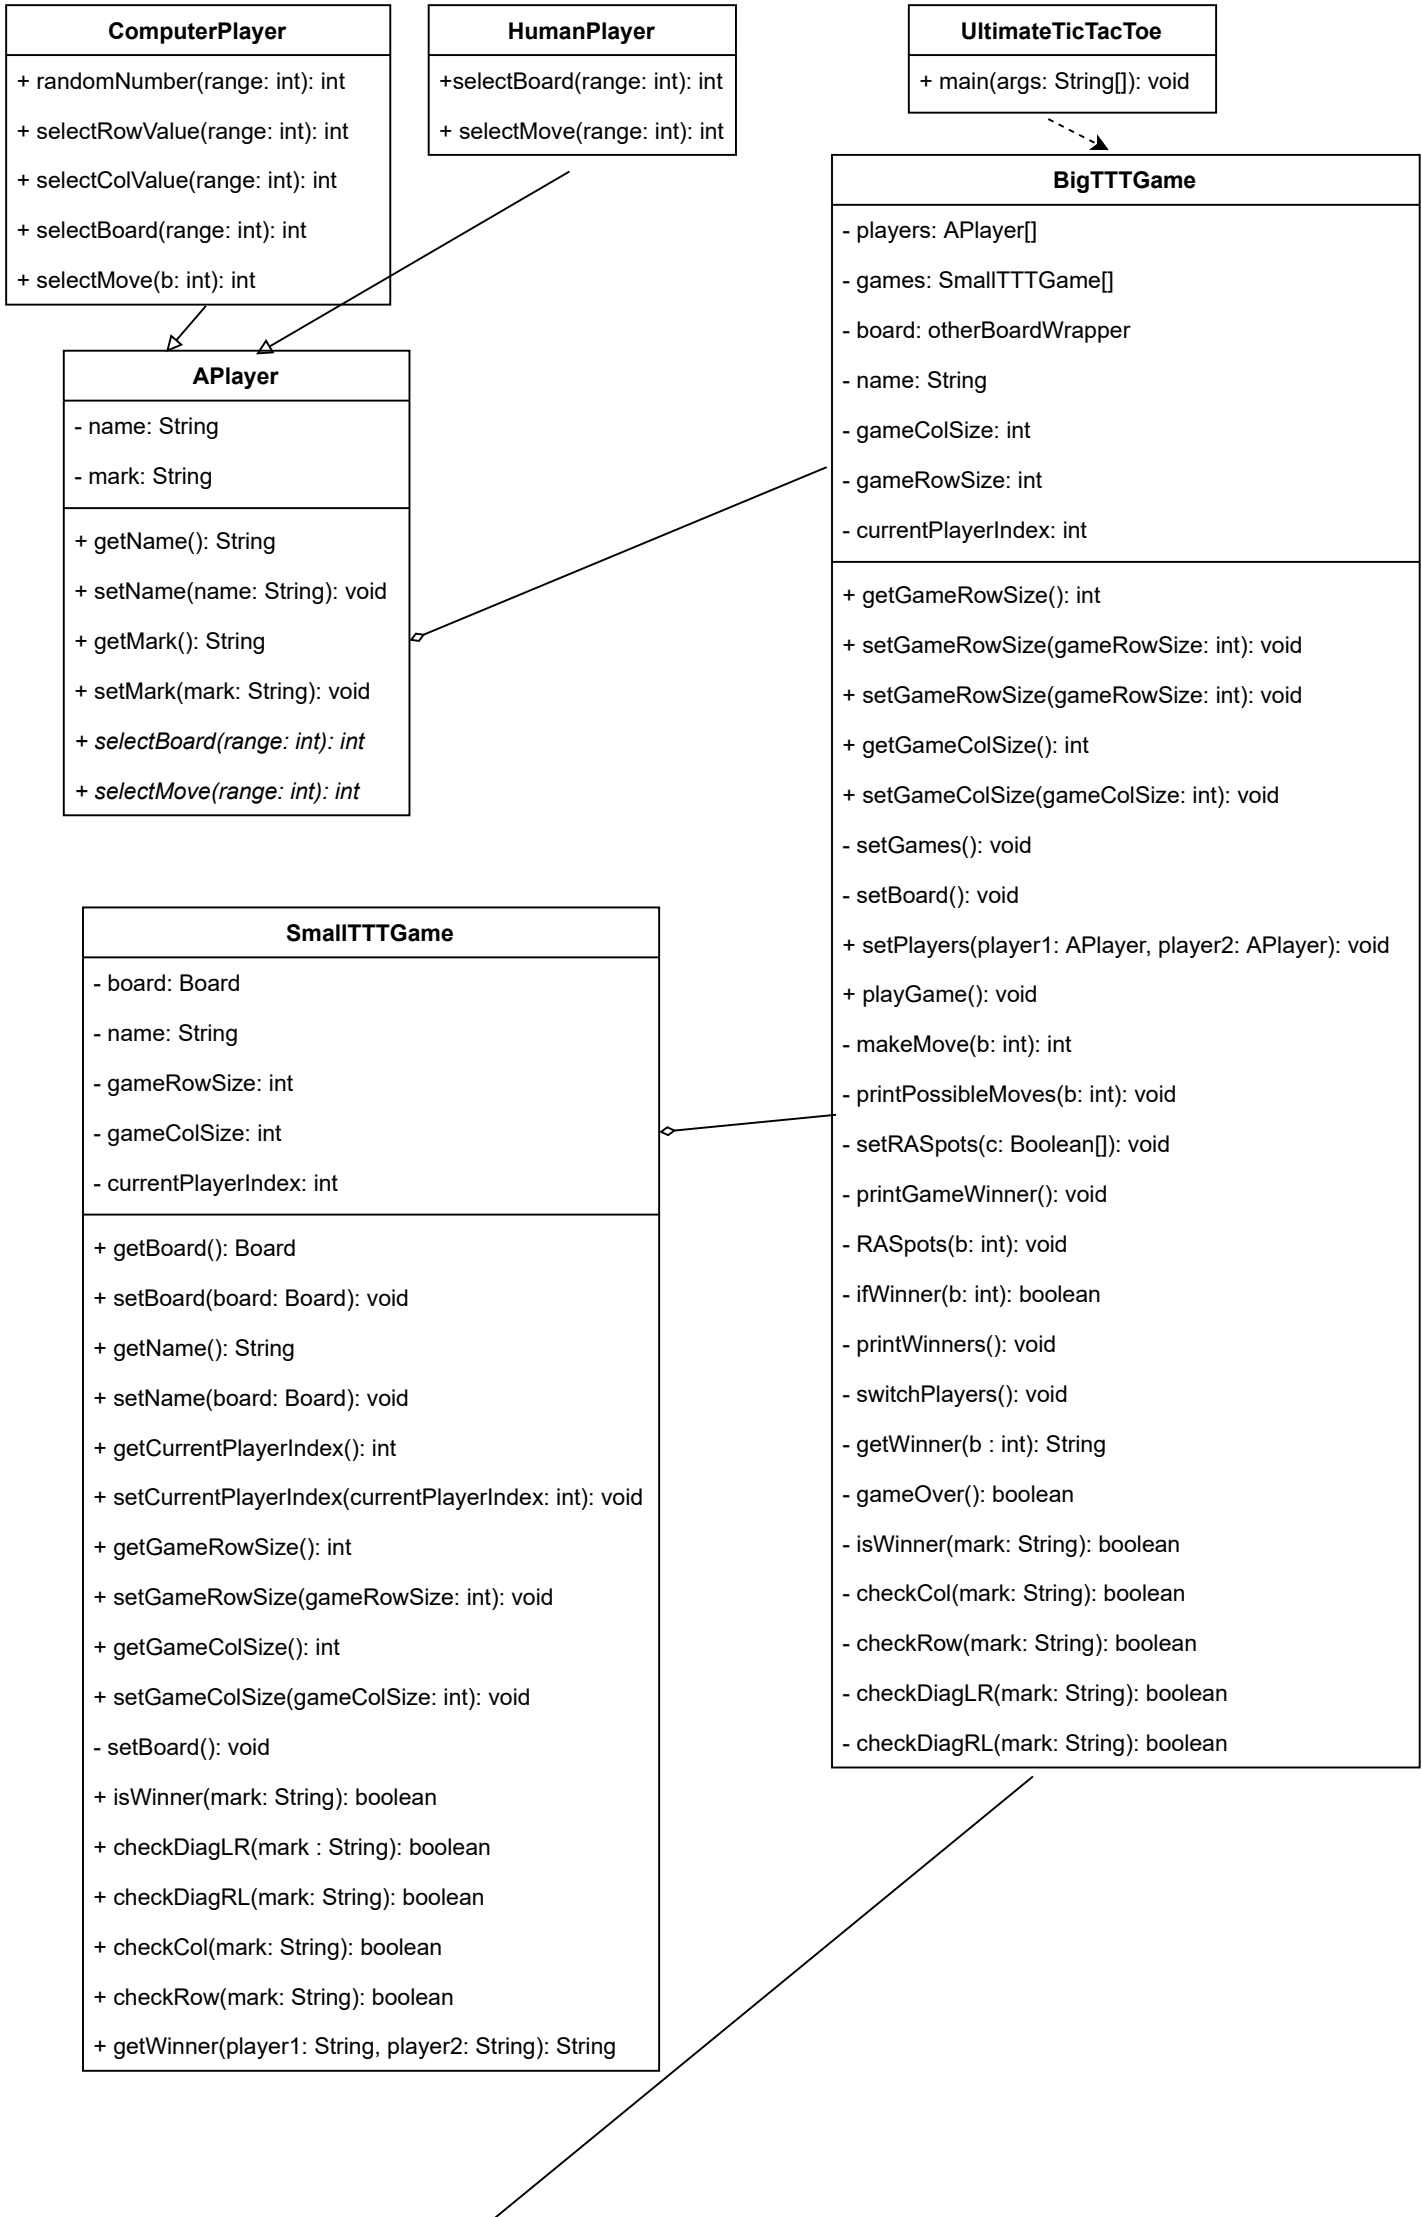 ComputerPlayer
+ randomNumber(range: int): int
+ selectRowValue(range: int): int
+ selectColValue(range: int): int
+ selectBoard(range: int): int
+ selectMove(b: int): int
HumanPlayer
+selectBoard(range: int): int
+ selectMove(range: int): int
UltimateTicTacToe
+ main(args: String[]): void
APlayer
- name: String
- mark: String
+ getName(): String
+ setName(name: String): void
+ getMark(): String
+ setMark(mark: String): void
+ selectBoard(range: int): int
+ selectMove(range: int): int
BigTTTGame
- players: APlayer[]
- games: SmallTTTGame[]
- board: otherBoardWrapper
- name: String
- gameColSize: int
- gameRowSize: int
- currentPlayerIndex: int
+ getGameRowSize(): int
+ setGameRowSize(gameRowSize: int): void
+ setGameRowSize(gameRowSize: int): void
+ getGameColSize(): int
+ setGameColSize(gameColSize: int): void
- setGames(): void
- setBoard(): void
+ setPlayers(player1: APlayer, player2: APlayer): void
+ playGame(): void
- makeMove(b: int): int
- printPossibleMoves(b: int): void
- setRASpots(c: Boolean[]): void
- printGameWinner(): void
- RASpots(b: int): void
- ifWinner(b: int): boolean
- printWinners(): void
- switchPlayers(): void
- getWinner(b : int): String
- gameOver(): boolean
- isWinner(mark: String): boolean
- checkCol(mark: String): boolean
- checkRow(mark: String): boolean
- checkDiagLR(mark: String): boolean
- checkDiagRL(mark: String): boolean
SmallTTTGame
- board: Board
- name: String
- gameRowSize: int
- gameColSize: int
- currentPlayerIndex: int
+ getBoard(): Board
+ setBoard(board: Board): void
+ getName(): String
+ setName(board: Board): void
+ getCurrentPlayerIndex(): int
+ setCurrentPlayerIndex(currentPlayerIndex: int): void
+ getGameRowSize(): int
+ setGameRowSize(gameRowSize: int): void
+ getGameColSize(): int
+ setGameColSize(gameColSize: int): void
- setBoard(): void
+ isWinner(mark: String): boolean
+ checkDiagLR(mark : String): boolean
+ checkDiagRL(mark: String): boolean
+ checkCol(mark: String): boolean
+ checkRow(mark: String): boolean
+ getWinner(player1: String, player2: String): String